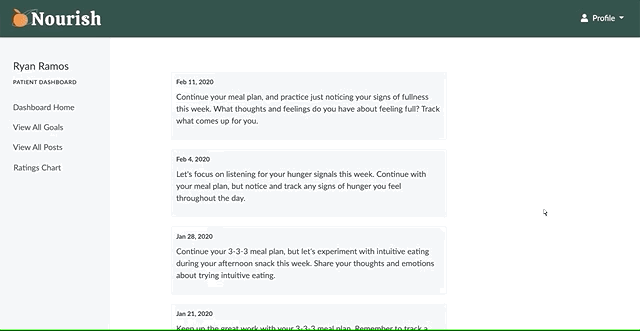 Nourish
Profile
Ryan Ramos
PATIENT DASHBOARD
Dashboard Home
View All Goals
View All Posts
Ratings Chart
Feb 11, 2020
Continue your meal plan, and practice just noticing your signs of fullness
this week. What thoughts and feelings do you have about feeling full? Track
what comes up for you.
Feb 4, 2020
Let's focus on listening for your hunger signals this week. Continue with
your meal plan, but notice and track any signs of hunger you feel
throughout the day.
Jan 28, 2020
Continue your 3-3-3 meal plan, but let's experiment with intuitive eating
during your afternoon snack this week. Share your thoughts and emotions
about trying intuitive eating.
Jan 21, 2020
Keep up the great work with your 3-3-3 meal plan. Remember to track a